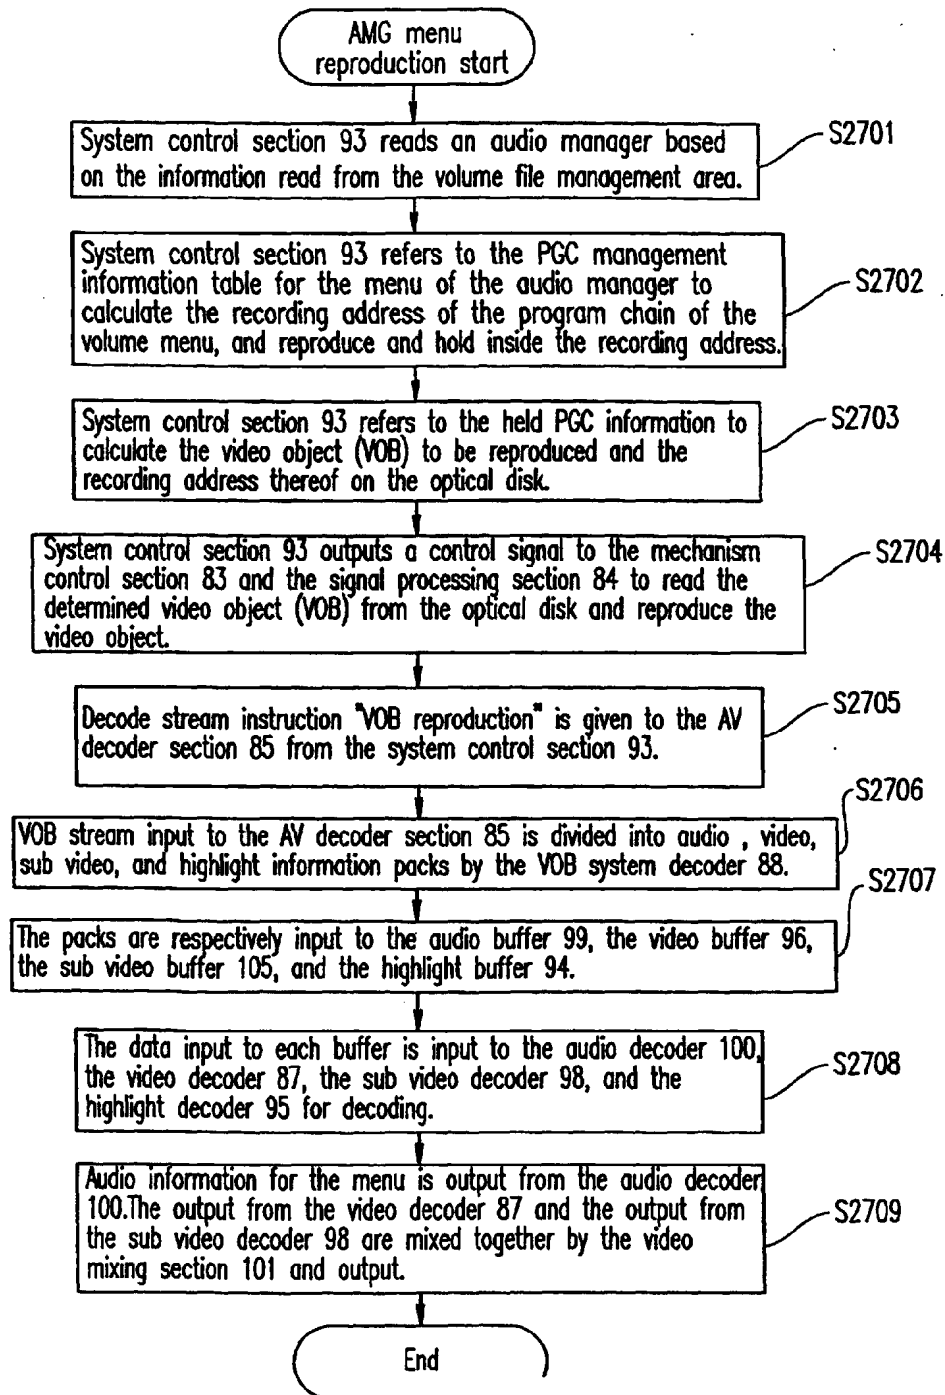 AMG menu
reproduction start
System control section 93 reads an audio manager based
on the information read from the volume file management area.
S2701
System control section 93 refers to the PGC management
information table for the menu of the audio manager to
calculate the recording address of the program chain of the
volume menu, and reproduce and hold inside the recording address.
S2702
System control section 93 refers to the held PGC information to
calculate the video object (VOB) to be reproduced and the
recording address thereof on the optical disk.
S2703
System control section 93 outputs a control signal to the mechanism
control section 83 and the signal processing section 84 to read the
determined video object (VOB) from the optical disk and reproduce the
video object.
S2704
Decode stream instruction "VOB reproduction" is given to the AV
decoder section 85 from the system control section 93.
S2705
VOB stream input to the AV decoder section 85 is divided into audio , video,
sub video, and highlight information packs by the VOB system decoder 88.
S2706
The packs are respectively input to the audio buffer 99, the video buffer 96,
the sub video buffer 105, and the highlight buffer 94.
S2707
The data input to each buffer is input to the audio decoder 100,
the video decoder 87, the sub video decoder 98, and the
highlight decoder 95 for decoding.
S2708
Audio information for the menu is output from the audio decoder
100.The output from the video decoder 87 and the output from
the sub video decoder 98 are mixed together by the video
mixing section 101 and output.
S2709
End